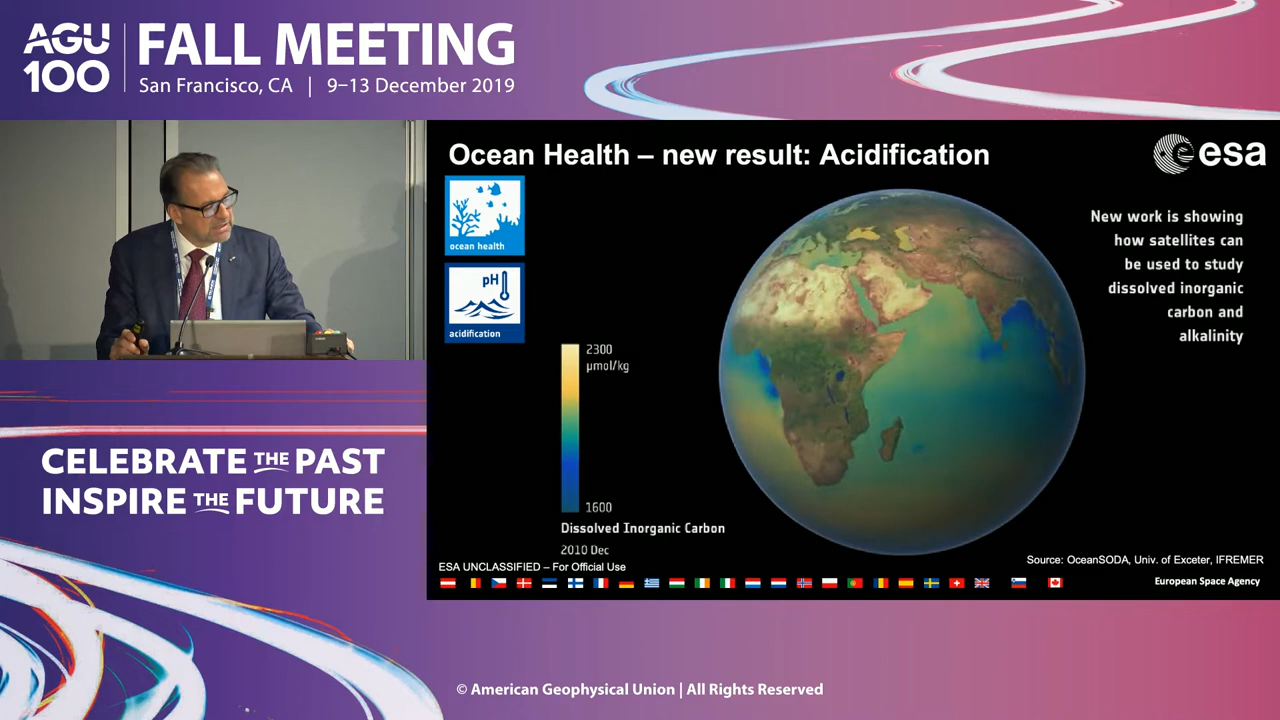 AGU
100
FALL MEETING
San Francisco, CA | 9–13 December 2019
Ocean Health – new result: Acidification
esa
ocean health
pH
acidification
New work is showing
how satellites can
be used to study
dissolved inorganic
carbon and
alkalinity
2300
µmol/kg
1600
Dissolved Inorganic Carbon
2010 Dec
Source: OceanSODA, Univ. of Exeter, IFREMER
ESA UNCLASSIFIED – For Official Use
European Space Agency
CELEBRATE THE PAST
INSPIRE THE FUTURE
© American Geophysical Union | All Rights Reserved